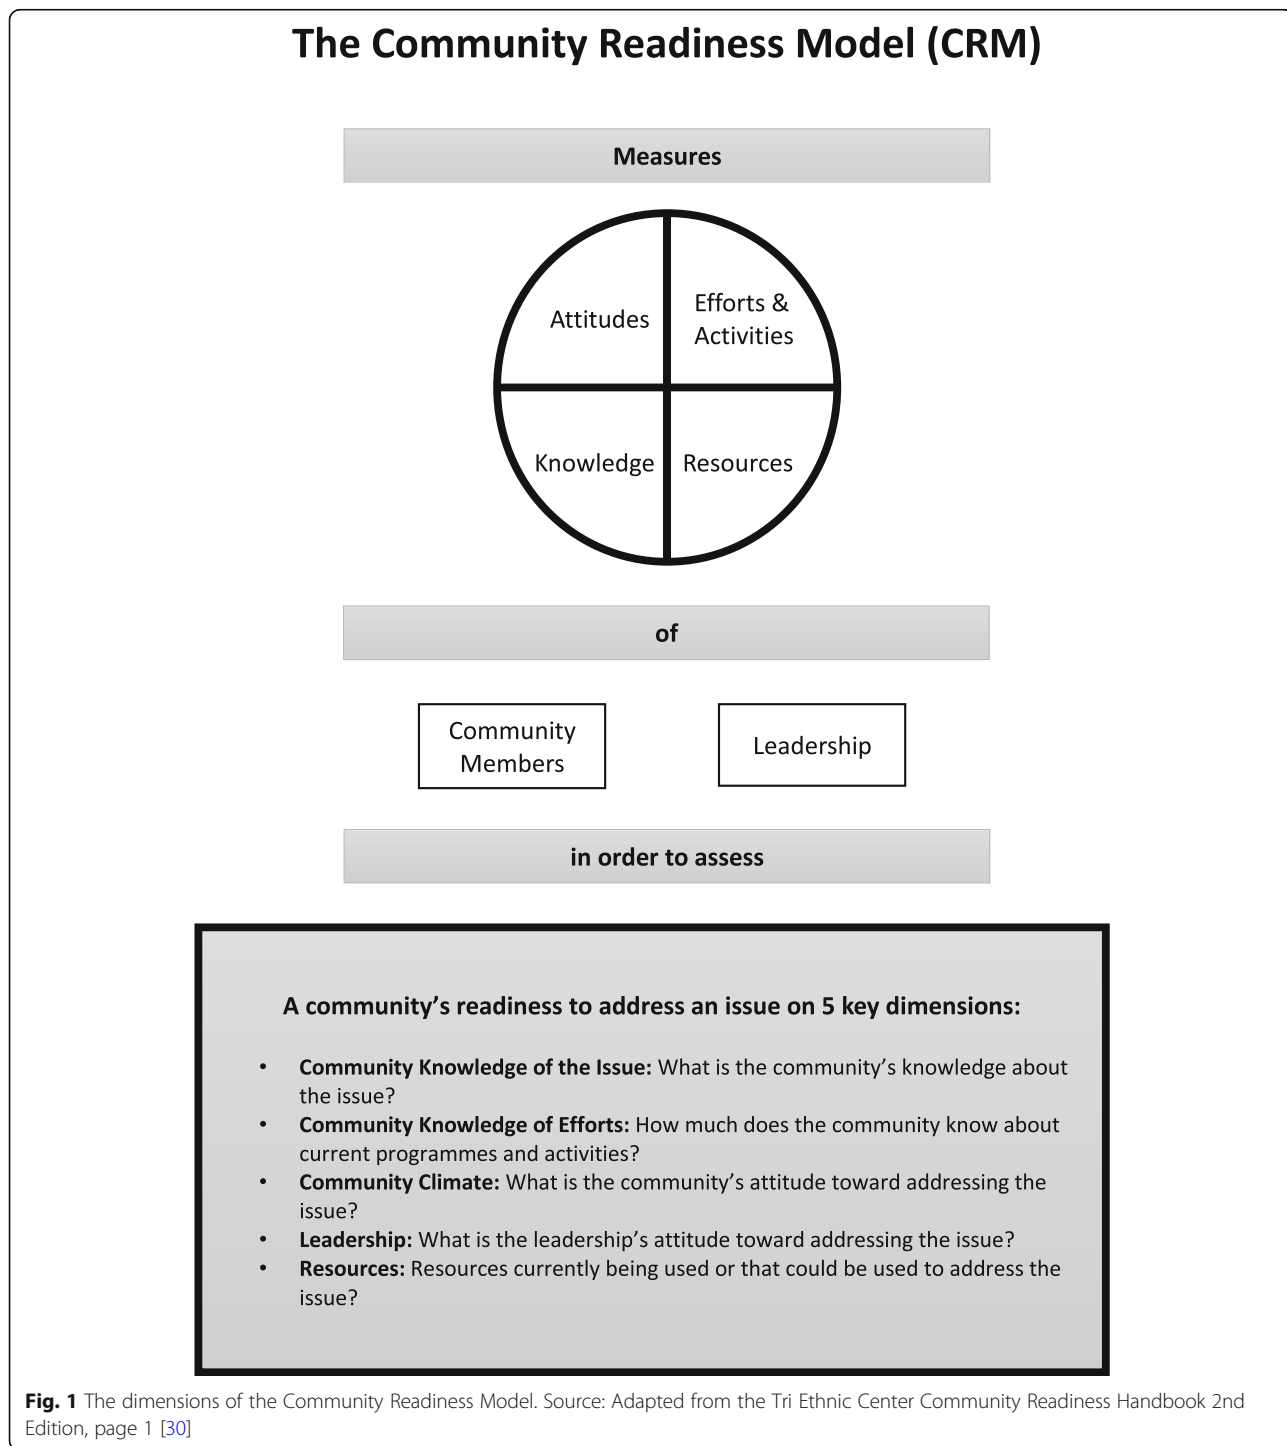 The Community Readiness Model (CRM)
Measures
Attitudes
Efforts &
Activities
Knowledge
Resources
of
Community
Members
Leadership
in order to assess
A community’s readiness to address an issue on 5 key dimensions:
• Community Knowledge of the Issue: What is the community’s knowledge about
the issue?
• Community Knowledge of Efforts: How much does the community know about
current programmes and activities?
• Community Climate: What is the community’s attitude toward addressing the
issue?
• Leadership: What is the leadership’s attitude toward addressing the issue?
• Resources: Resources currently being used or that could be used to address the
issue?
Fig. 1 The dimensions of the Community Readiness Model. Source: Adapted from the Tri Ethnic Center Community Readiness Handbook 2nd
Edition, page 1 [30]